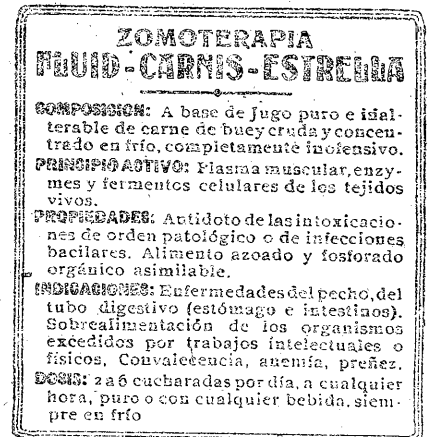 ZOMOTERAPIA
FLUID-CARNIS-ESTRELLA
COMPOSICION: A base de jugo puro e inal-
terable de carne de buey cruda y concen-
trado en frío, completamente inofensivo.
PRINCIPIO ACTIVO: Plasma muscular, enzy-
mes y fermentos celulares de los tejidos
vivos.
PROPIEDADES: Antidoto de las intoxicacio-
nes de orden patológico o de infecciones
bacilares. Alimento azoado y fosforado
orgánico asimilable.
INDICACIONES: Enfermedades del pecho, del
tubo digestivo (estómago e intestinos).
Sobrealimentación de los organismos
excedidos por trabajos intelectuales o
físicos, Convalecencia, anemía, preñez.
DOSIS: 2 a 6 cucharadas por día, a cualquier
hora, puro o con cualquier bebida, siem-
pre en frío